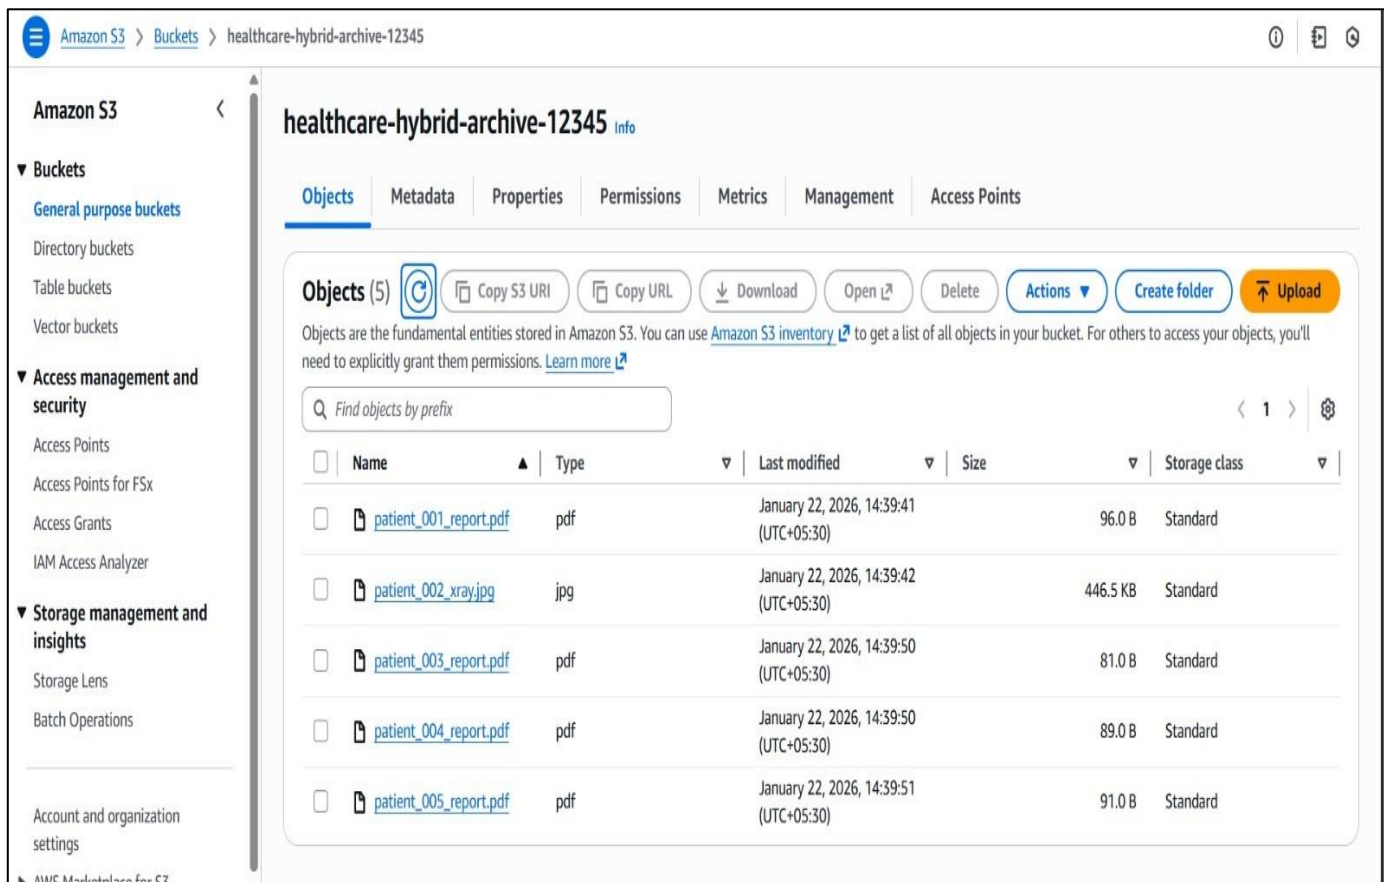 Amazon S3 > Buckets > healthcare-hybrid-archive-12345
Amazon S3
Buckets
General purpose buckets
Directory buckets
Table buckets
Vector buckets
Access management and
security
Access Points
Access Points for FSx
Access Grants
IAM Access Analyzer
Storage management and
insights
Storage Lens
Batch Operations
Account and organization
settings
AWS Marketplace for S3
healthcare-hybrid-archive-12345 Info
Objects Metadata Properties Permissions Metrics Management Access Points
Objects (5) Copy S3 URI Copy URL Download Open Delete Actions Create folder Upload
Objects are the fundamental entities stored in Amazon S3. You can use Amazon S3 inventory to get a list of all objects in your bucket. For others to access your objects, you'll
need to explicitly grant them permissions. Learn more
Find objects by prefix
1
Name Type Last modified Size Storage class
patient_001_report.pdf pdf January 22, 2026, 14:39:41 (UTC+05:30) 96.0 B Standard
patient_002_xray.jpg jpg January 22, 2026, 14:39:42 (UTC+05:30) 446.5 KB Standard
patient_003_report.pdf pdf January 22, 2026, 14:39:50 (UTC+05:30) 81.0 B Standard
patient_004_report.pdf pdf January 22, 2026, 14:39:50 (UTC+05:30) 89.0 B Standard
patient_005_report.pdf pdf January 22, 2026, 14:39:51 (UTC+05:30) 91.0 B Standard